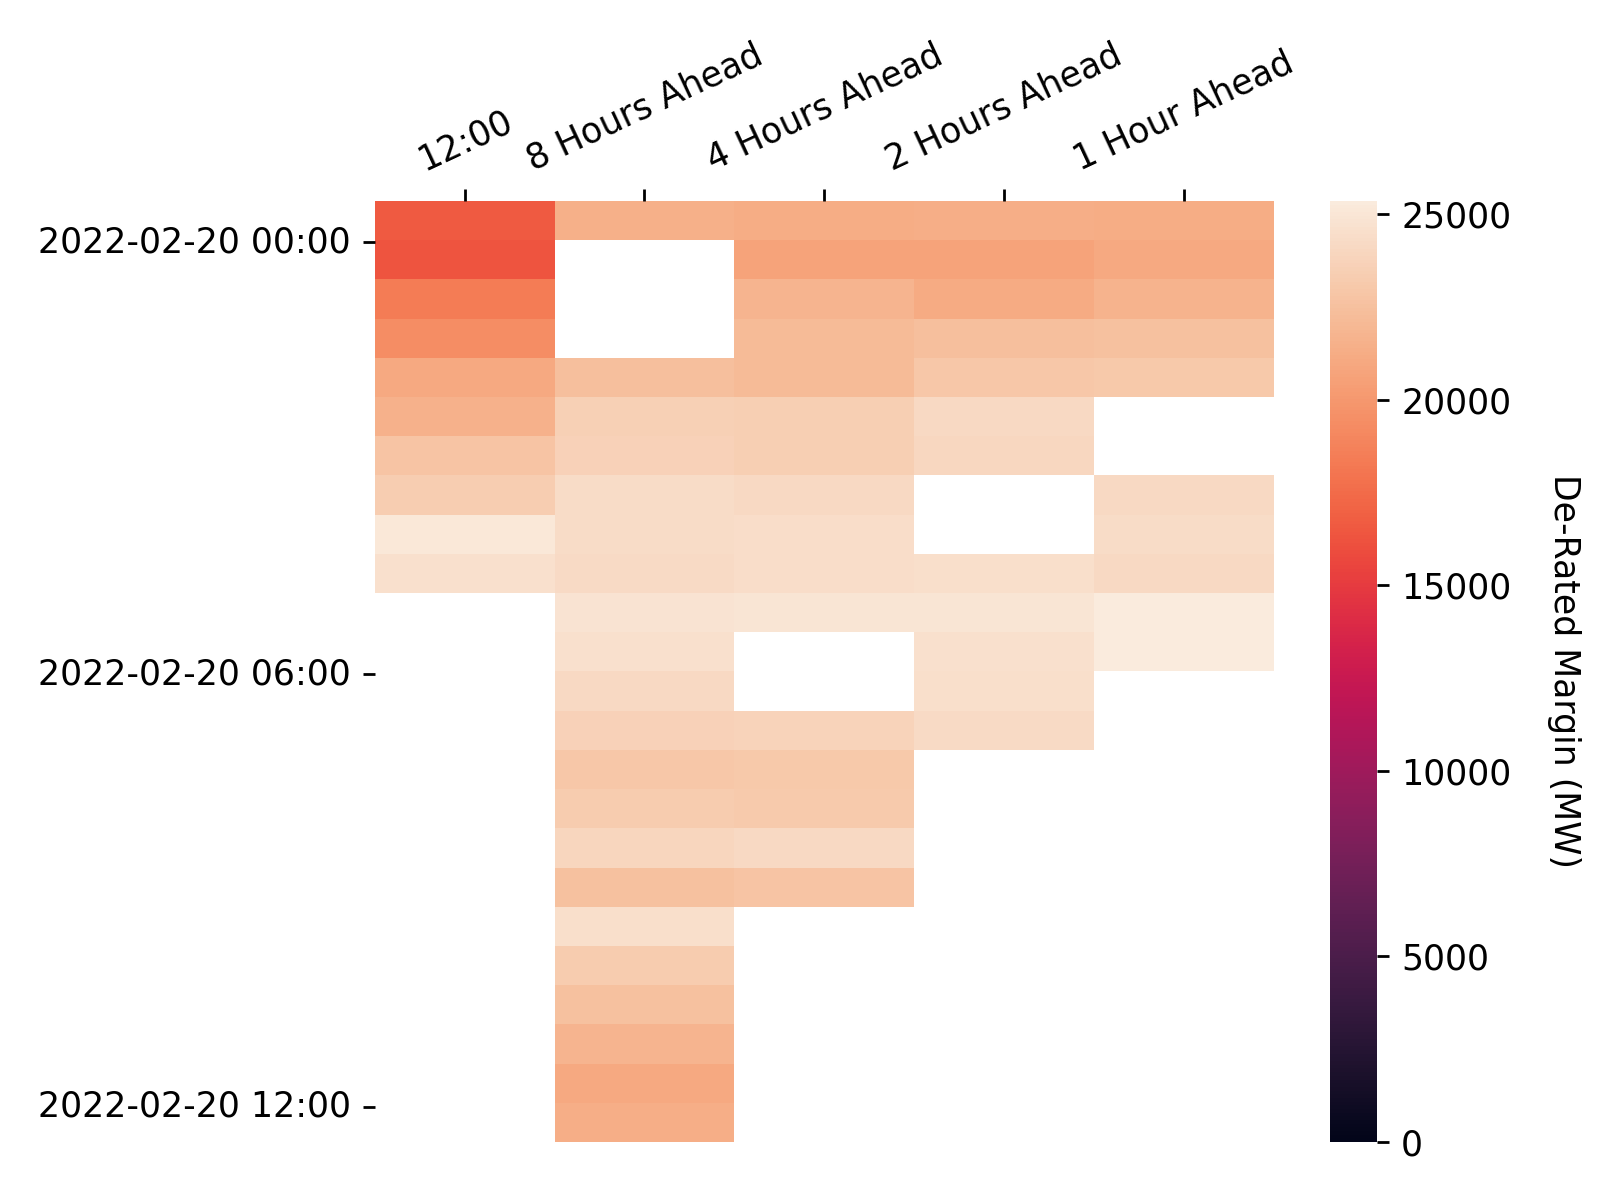 12:00
8 Hours Ahead
4 Hours Ahead
2 Hours Ahead
1 Hour Ahead
2022-02-20 00:00
2022-02-20 06:00
2022-02-20 12:00
25000
20000
15000
10000
5000
0
De-Rated Margin (MW)